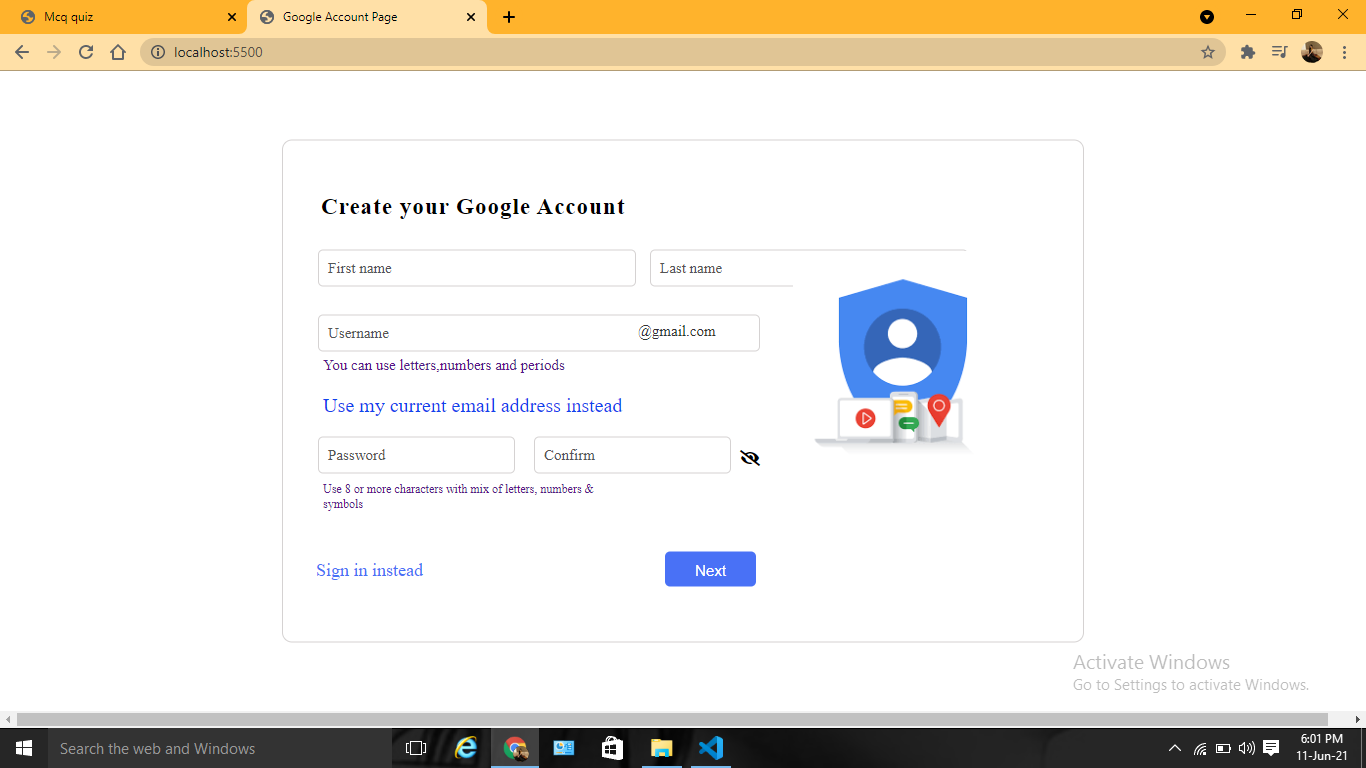 Mcq quiz
Google Account Page
localhost:5500
Create your Google Account
First name
Last name
Username
@gmail.com
You can use letters,numbers and periods
Use my current email address instead
Password
Confirm
Use 8 or more characters with mix of letters, numbers &
symbols
Sign in instead
Next
Activate Windows
Go to Settings to activate Windows.
Search the web and Windows
6:01 PM
11-Jun-21